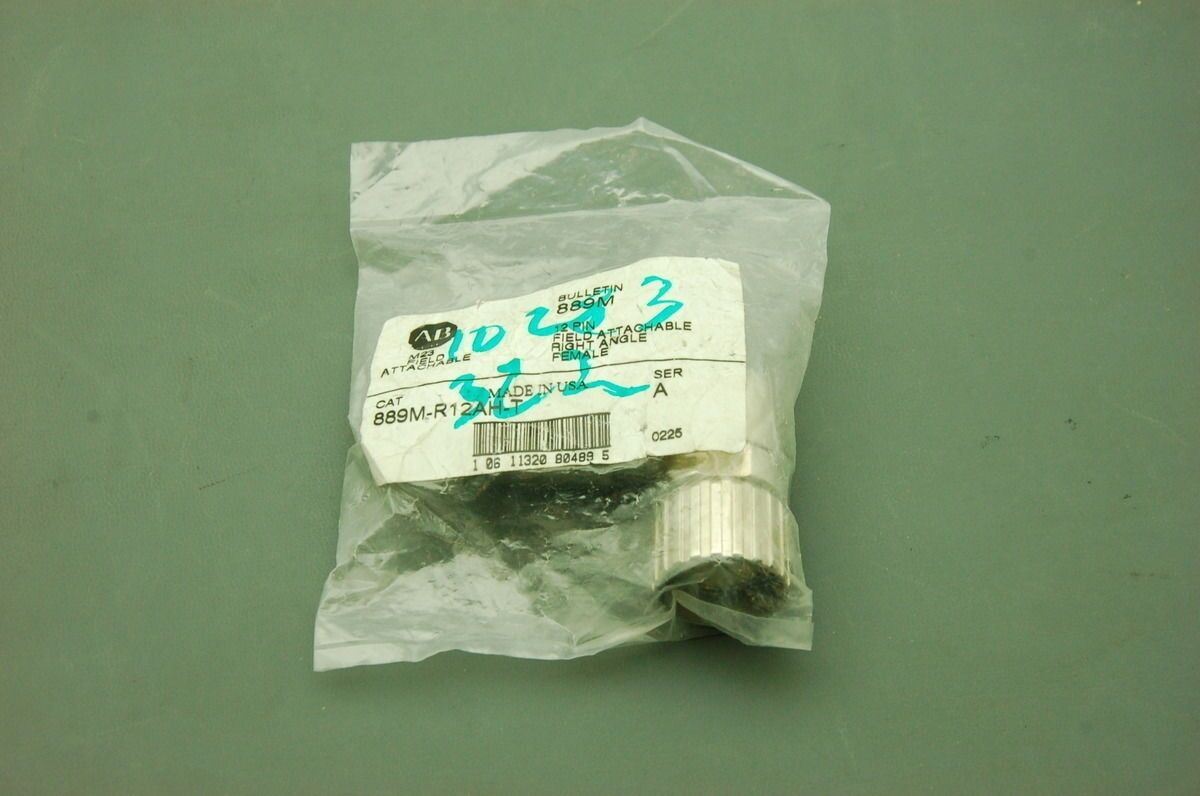 AB
M23
FIELD
ATTACHABLE
BULLETIN
889M
12 PIN
FIELD ATTACHABLE
RIGHT ANGLE
FEMALE
CAT
889M-R12AH-T
MADE IN USA
SER
A
1 06 11320 80489 5
0225